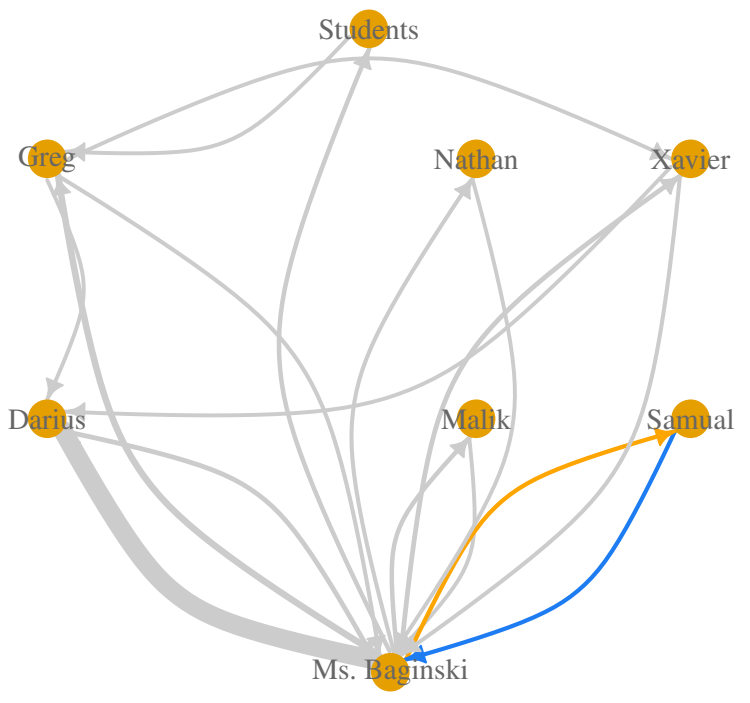 Students
Greg
Nathan
Xavier
Darius
Malik
Samual
Ms. Baginski